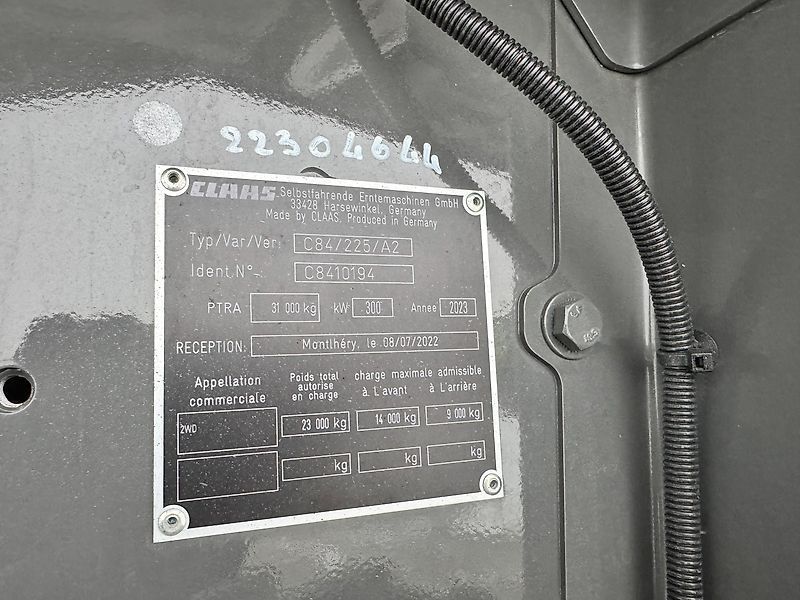 22304644
CLAAS Selbstfahrende Erntemaschinen GmbH
33428 Harsewinkel, Germany
Made by CLAAS, Produced in Germany
Typ/Var/Ver: C84/225/A2
Ident.N°-: C8410194
PTRA 31 000 kg kW 300 Annee 2023
RECEPTION: Montlhéry, le 08/07/2022
Appellation commerciale
Poids total autorise en charge
charge maximale admissible
à L'avant à L'arrière
2WD 23 000 kg 14 000 kg 9 000 kg
kg kg kg